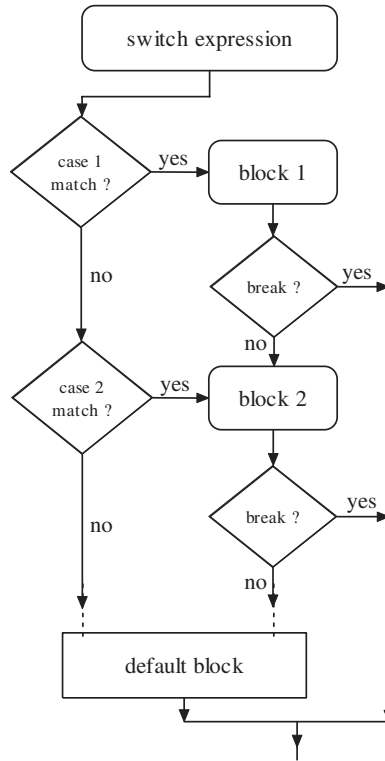 switch expression
case 1
match ?
yes
block 1
no
break ?
yes
no
case 2
match ?
yes
block 2
no
break ?
yes
no
default block